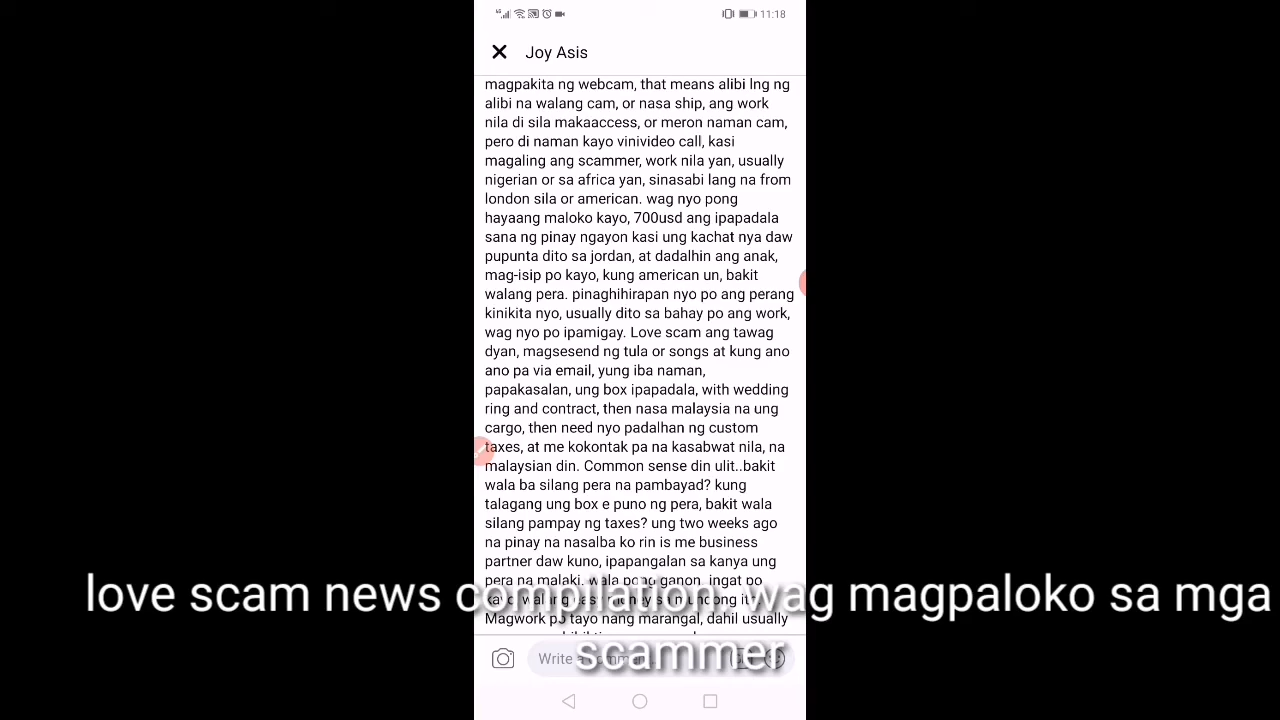 11:18
Joy Asis
magpakita ng webcam, that means alibi lng ng
alibi na walang cam, or nasa ship, ang work
nila di sila makaaccess, or meron naman cam,
pero di naman kayo vinivideo call, kasi
magaling ang scammer, work nila yan, usually
nigerian or sa africa yan, sinasabi lang na from
london sila or american. wag nyo pong
hayaang maloko kayo, 700usd ang ipapadala
sana ng pinay ngayon kasi ung kachat nya daw
pupunta dito sa jordan, at dadalhin ang anak,
mag-isip po kayo, kung american un, bakit
walang pera. pinaghihirapan nyo po ang perang
kinikita nyo, usually dito sa bahay po ang work,
wag nyo po ipamigay. Love scam ang tawag
dyan, magsesend ng tula or songs at kung ano
ano pa via email, yung iba naman,
papakasalan, ung box ipapadala, with wedding
ring and contract, then nasa malaysia na ung
cargo, then need nyo padalhan ng custom
taxes, at me kokontak pa na kasabwat nila, na
malaysian din. Common sense din ulit..bakit
wala ba silang pera na pambayad? kung
talagang ung box e puno ng pera, bakit wala
silang pampay ng taxes? ung two weeks ago
na pinay na nasalba ko rin is me business
partner daw kuno, ipapangalan sa kanya ung
pera na malaki. wala pong ganon, ingat po
love scam news compilation. wag magpaloko sa mga
scammer
Magwork po tayo nang marangal, dahil usually
Write a comment...